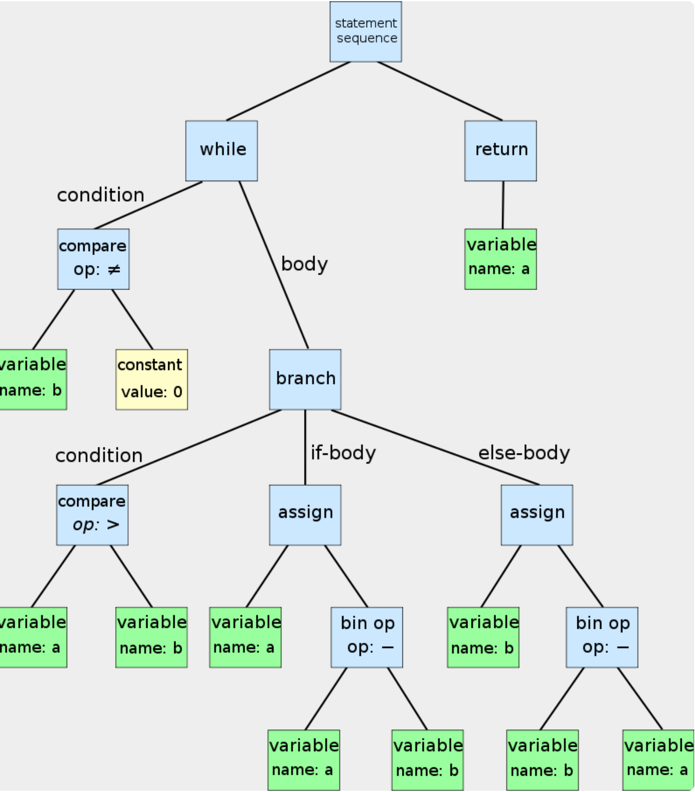 statement
sequence
while
return
condition
compare
op: ≠
body
variable
name: a
variable
name: b
constant
value: 0
branch
condition
if-body
else-body
compare
op: >
assign
assign
variable
name: a
variable
name: b
variable
name: a
bin op
op: −
variable
name: b
bin op
op: −
variable
name: a
variable
name: b
variable
name: b
variable
name: a